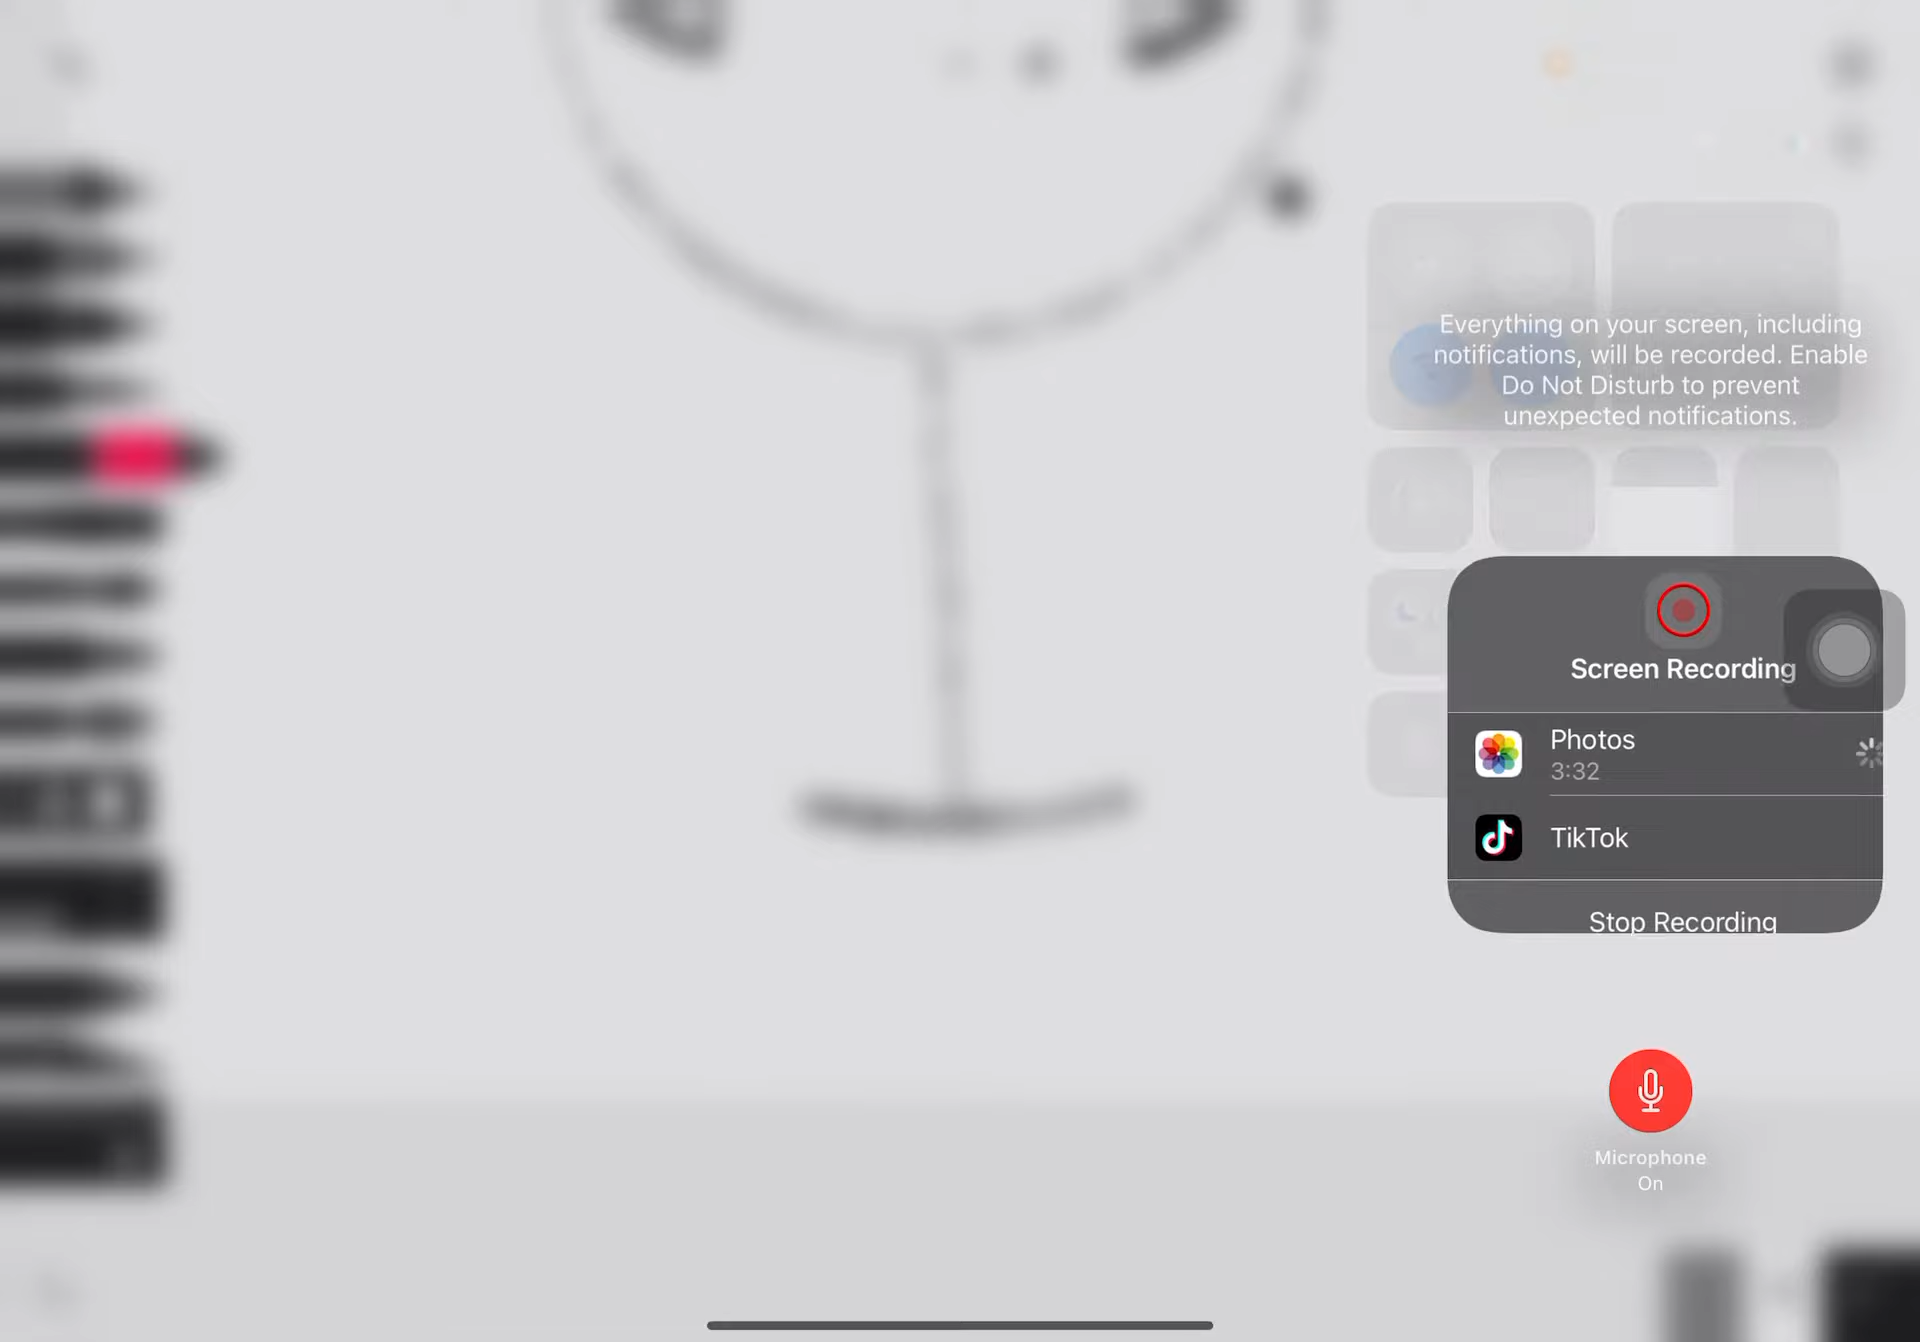 Everything on your screen, including
notifications, will be recorded. Enable
Do Not Disturb to prevent
unexpected notifications.
Screen Recording
Photos
3:32
TikTok
Stop Recording
Microphone
On